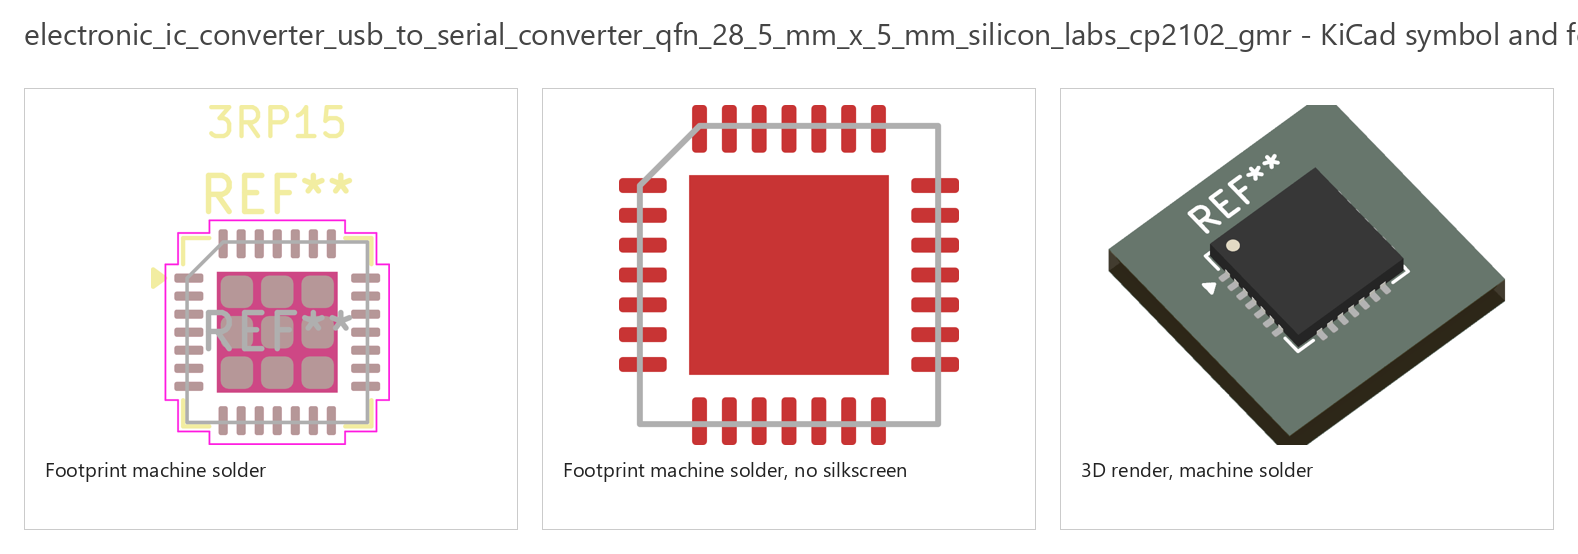 electronic_ic_converter_usb_to_serial_converter_qfn_28_5_mm_x_5_mm_silicon_labs_cp2102_gmr - KiCad symbol and f
3RP15
REF**
REF**
REF**
Footprint machine solder
Footprint machine solder, no silkscreen
3D render, machine solder